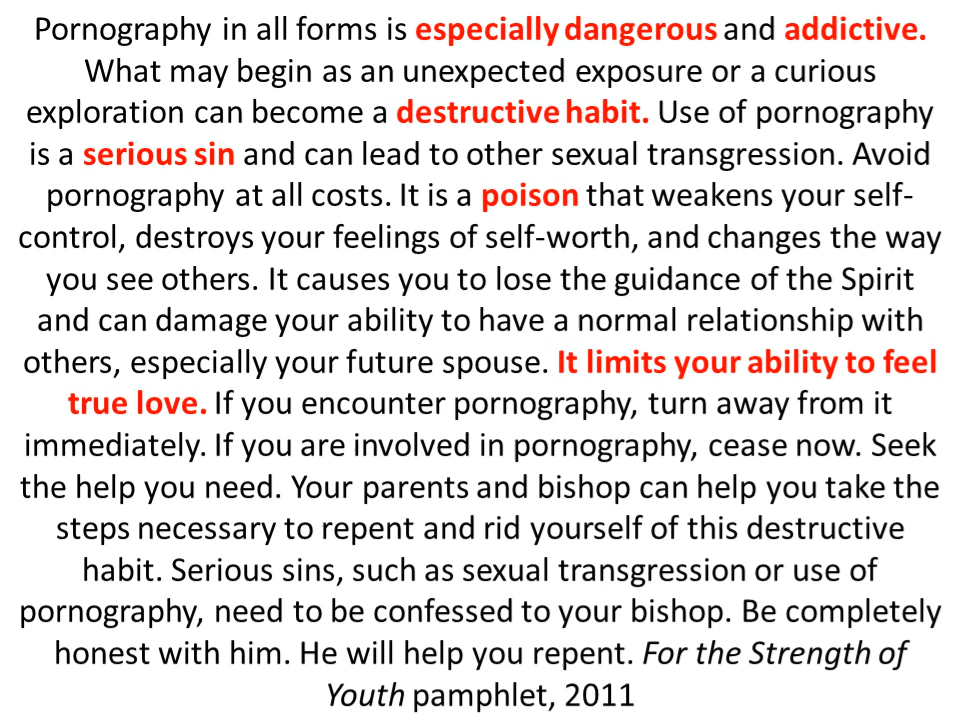 Pornography in all forms is especially dangerous and addictive.
What may begin as an unexpected exposure or a curious
exploration can become a destructive habit. Use of pornography
is a serious sin and can lead to other sexual transgression. Avoid
pornography at all costs. It is a poison that weakens your self-
control, destroys your feelings of self-worth, and changes the way
you see others. It causes you to lose the guidance of the Spirit
and can damage your ability to have a normal relationship with
others, especially your future spouse. It limits your ability to feel
true love. If you encounter pornography, turn away from it
immediately. If you are involved in pornography, cease now. Seek
the help you need. Your parents and bishop can help you take the
steps necessary to repent and rid yourself of this destructive
habit. Serious sins, such as sexual transgression or use of
pornography, need to be confessed to your bishop. Be completely
honest with him. He will help you repent. For the Strength of
Youth pamphlet, 2011